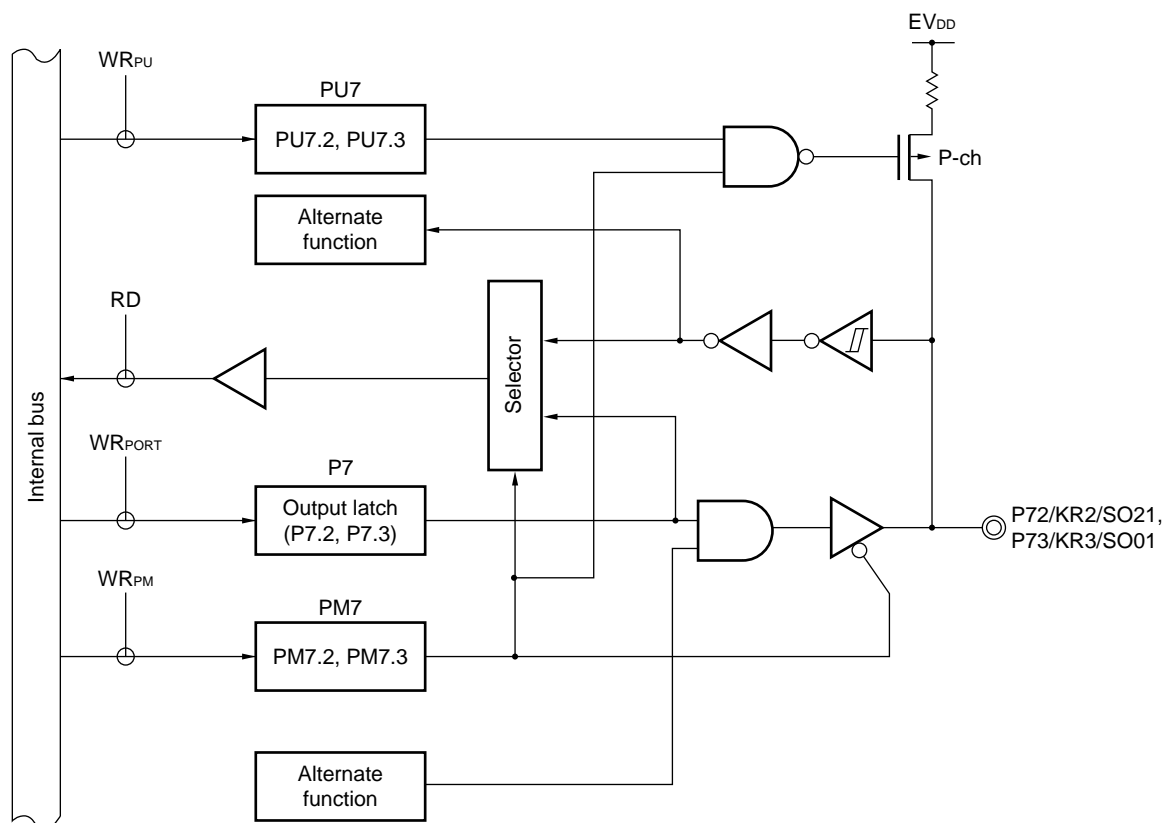 EVDD
WRPU
PU7
PU7.2, PU7.3
P-ch
Alternate
function
RD
Selector
Internal bus
WRPORT
P7
Output latch
(P7.2, P7.3)
P72/KR2/SO21,
P73/KR3/SO01
WRPM
PM7
PM7.2, PM7.3
Alternate
function